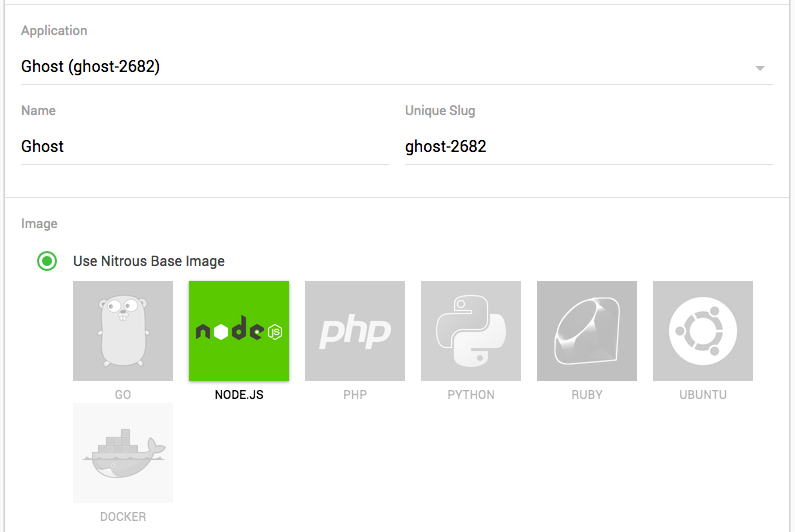 Application
Ghost (ghost-2682)
Name Unique Slug
Ghost ghost-2682
Image
Use Nitrous Base Image
node JS php
GO NODE.JS PHP PYTHON RUBY UBUNTU
DOCKER